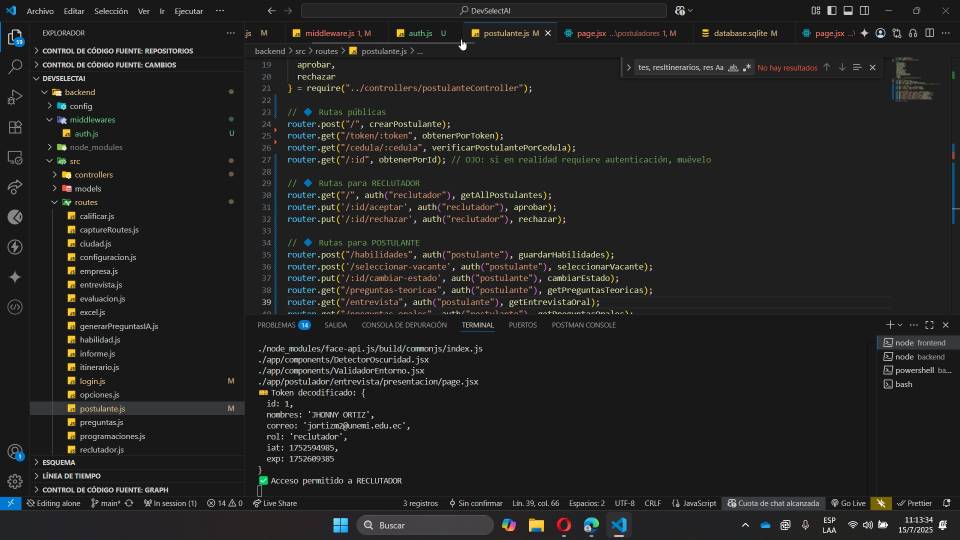 Archivo Editar Selección Ver Ir Ejecutar ... DevSelectAI
EXPLORADOR
CONTROL DE CÓDIGO FUENTE: REPOSITORIOS
CONTROL DE CÓDIGO FUENTE: CAMBIOS
DEVSELECTAI
backend
config
middlewares
auth.js U
node_modules
src
controllers
models
routes
calificar.js
captureRoutes.js
ciudad.js
configuracion.js
empresa.js
entrevista.js
evaluacion.js
excel.js
generarPreguntasIA.js
habilidad.js
informe.js
itinerario.js
login.js M
opciones.js
postulante.js M
preguntas.js
programaciones.js
reclutador.js
ESQUEMA
LÍNEA DE TIEMPO
CONTROL DE CÓDIGO FUENTE: GRAPH
.js M middleware.js 1, M auth.js U postulante.js M page.jsx ...\postuladores 1, M database.sqlite M page.jsx ...\
backend > src > routes > postulante.js > ...
tes, resItinerarios, res Aa ab .* No hay resultados
19 aprobar,
20 rechazar
21 } = require("../controllers/postulanteController");
22
23 // 🔹 Rutas públicas
24 router.post("/", crearPostulante);
25 router.get("/token/:token", obtenerPorToken);
26 router.get("/cedula/:cedula", verificarPostulantePorCedula);
27 router.get("/:id", obtenerPorId); // OJO: si en realidad requiere autenticación, muévelo
28
29 // 🔹 Rutas para RECLUTADOR
30 router.get("/", auth("reclutador"), getAllPostulantes);
31 router.put('/:id/aceptar', auth("reclutador"), aprobar);
32 router.put('/:id/rechazar', auth("reclutador"), rechazar);
33
34 // 🔹 Rutas para POSTULANTE
35 router.post("/habilidades", auth("postulante"), guardarHabilidades);
36 router.post('/seleccionar-vacante', auth("postulante"), seleccionarVacante);
37 router.put('/:id/cambiar-estado', auth("postulante"), cambiarEstado);
38 router.get("/preguntas-teoricas", auth("postulante"), getPreguntasTeoricas);
39 router.get("/entrevista", auth("postulante"), getEntrevistaOral);
40 router.get("/preguntas-orales", auth("postulante"), getPreguntasOrales);
PROBLEMAS 14 SALIDA CONSOLA DE DEPURACIÓN TERMINAL PUERTOS POSTMAN CONSOLE
./node_modules/face-api.js/build/commonjs/index.js
./app/components/DetectorOscuridad.jsx
./app/components/ValidadorEntorno.jsx
./app/postulador/entrevista/presentacion/page.jsx
🎫 Token decodificado: {
id: 1,
nombres: 'JHONNY ORTIZ',
correo: 'jortizm2@unemi.edu.ec',
rol: 'reclutador',
iat: 1752594985,
exp: 1752609385
}
✅ Acceso permitido a RECLUTADOR
node frontend
node backend
powershell ba...
bash
Editing alone main* In session (1) 14 0 Live Share 3 registros Sin confirmar Lín. 39, col. 66 Espacios: 2 UTF-8 CRLF JavaScript Cuota de chat alcanzada Go Live Prettier
Buscar
ESP
LAA
11:13:34
15/7/2025